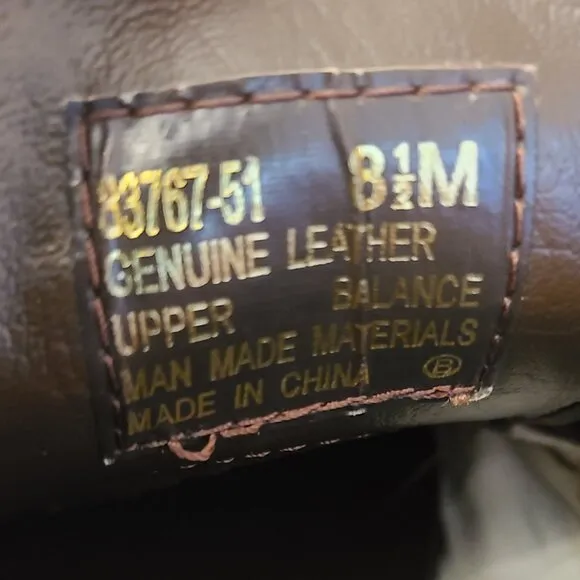 83767-51 8½M
GENUINE LEATHER
UPPER BALANCE
MAN MADE MATERIALS
MADE IN CHINA Ⓑ